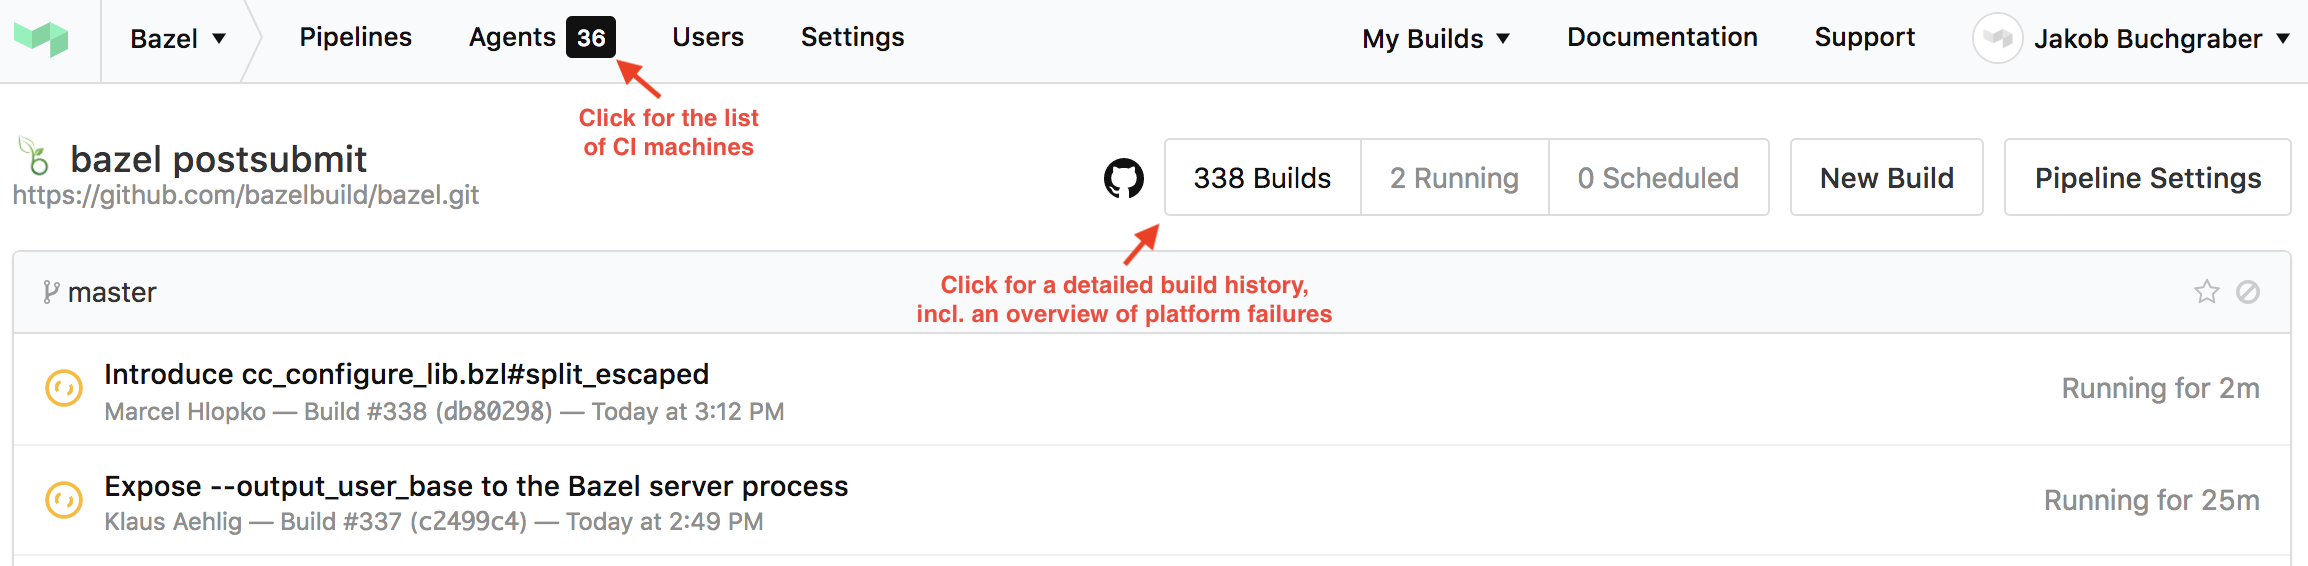 Bazel Pipelines Agents 36 Users Settings My Builds Documentation Support Jakob Buchgraber
Click for the list
of CI machines
bazel postsubmit
https://github.com/bazelbuild/bazel.git
338 Builds 2 Running 0 Scheduled New Build Pipeline Settings
Click for a detailed build history,
incl. an overview of platform failures
master
Introduce cc_configure_lib.bzl#split_escaped
Marcel Hlopko — Build #338 (db80298) — Today at 3:12 PM
Running for 2m
Expose --output_user_base to the Bazel server process
Klaus Aehlig — Build #337 (c2499c4) — Today at 2:49 PM
Running for 25m